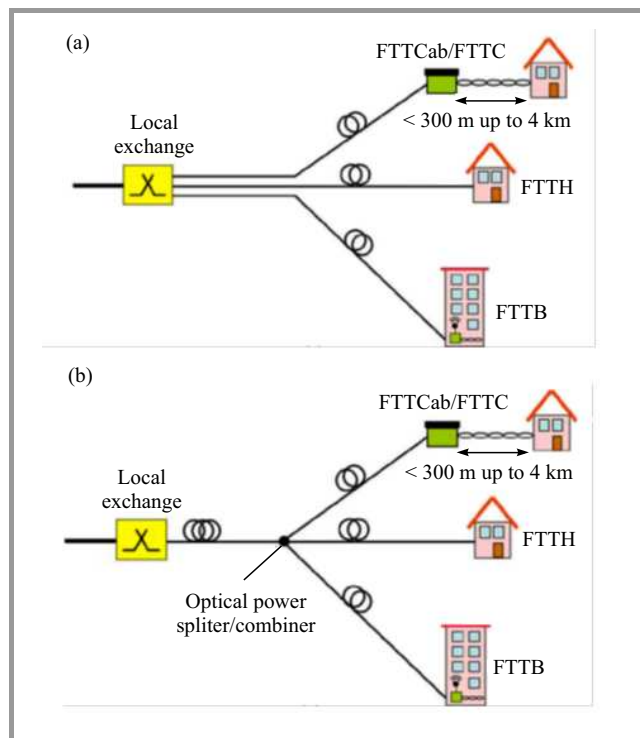 (a)
FTTCab/FTTC
< 300 m up to 4 km
Local
exchange
FTTH
FTTB
(b)
FTTCab/FTTC
< 300 m up to 4 km
Local
exchange
FTTH
Optical power
spliter/combiner
FTTB